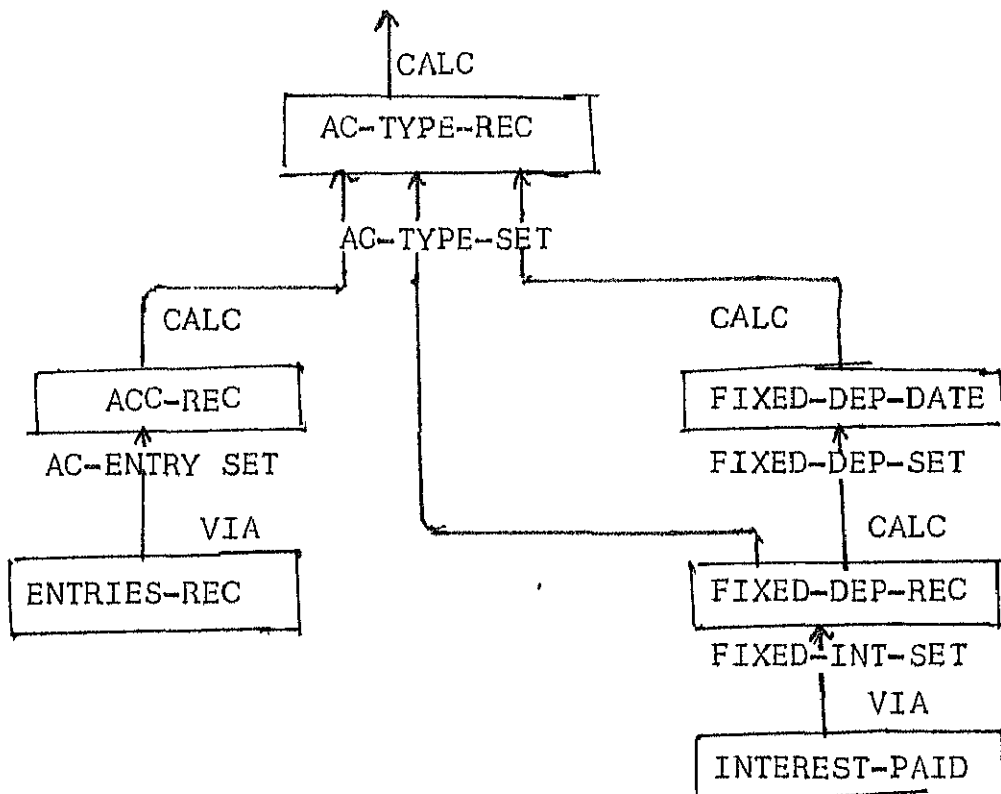 CALC
AC-TYPE-REC
AC-TYPE-SET
CALC
CALC
ACC-REC
FIXED-DEP-DATE
AC-ENTRY SET
FIXED-DEP-SET
VIA
CALC
ENTRIES-REC
FIXED-DEP-REC
FIXED-INT-SET
VIA
INTEREST-PAID